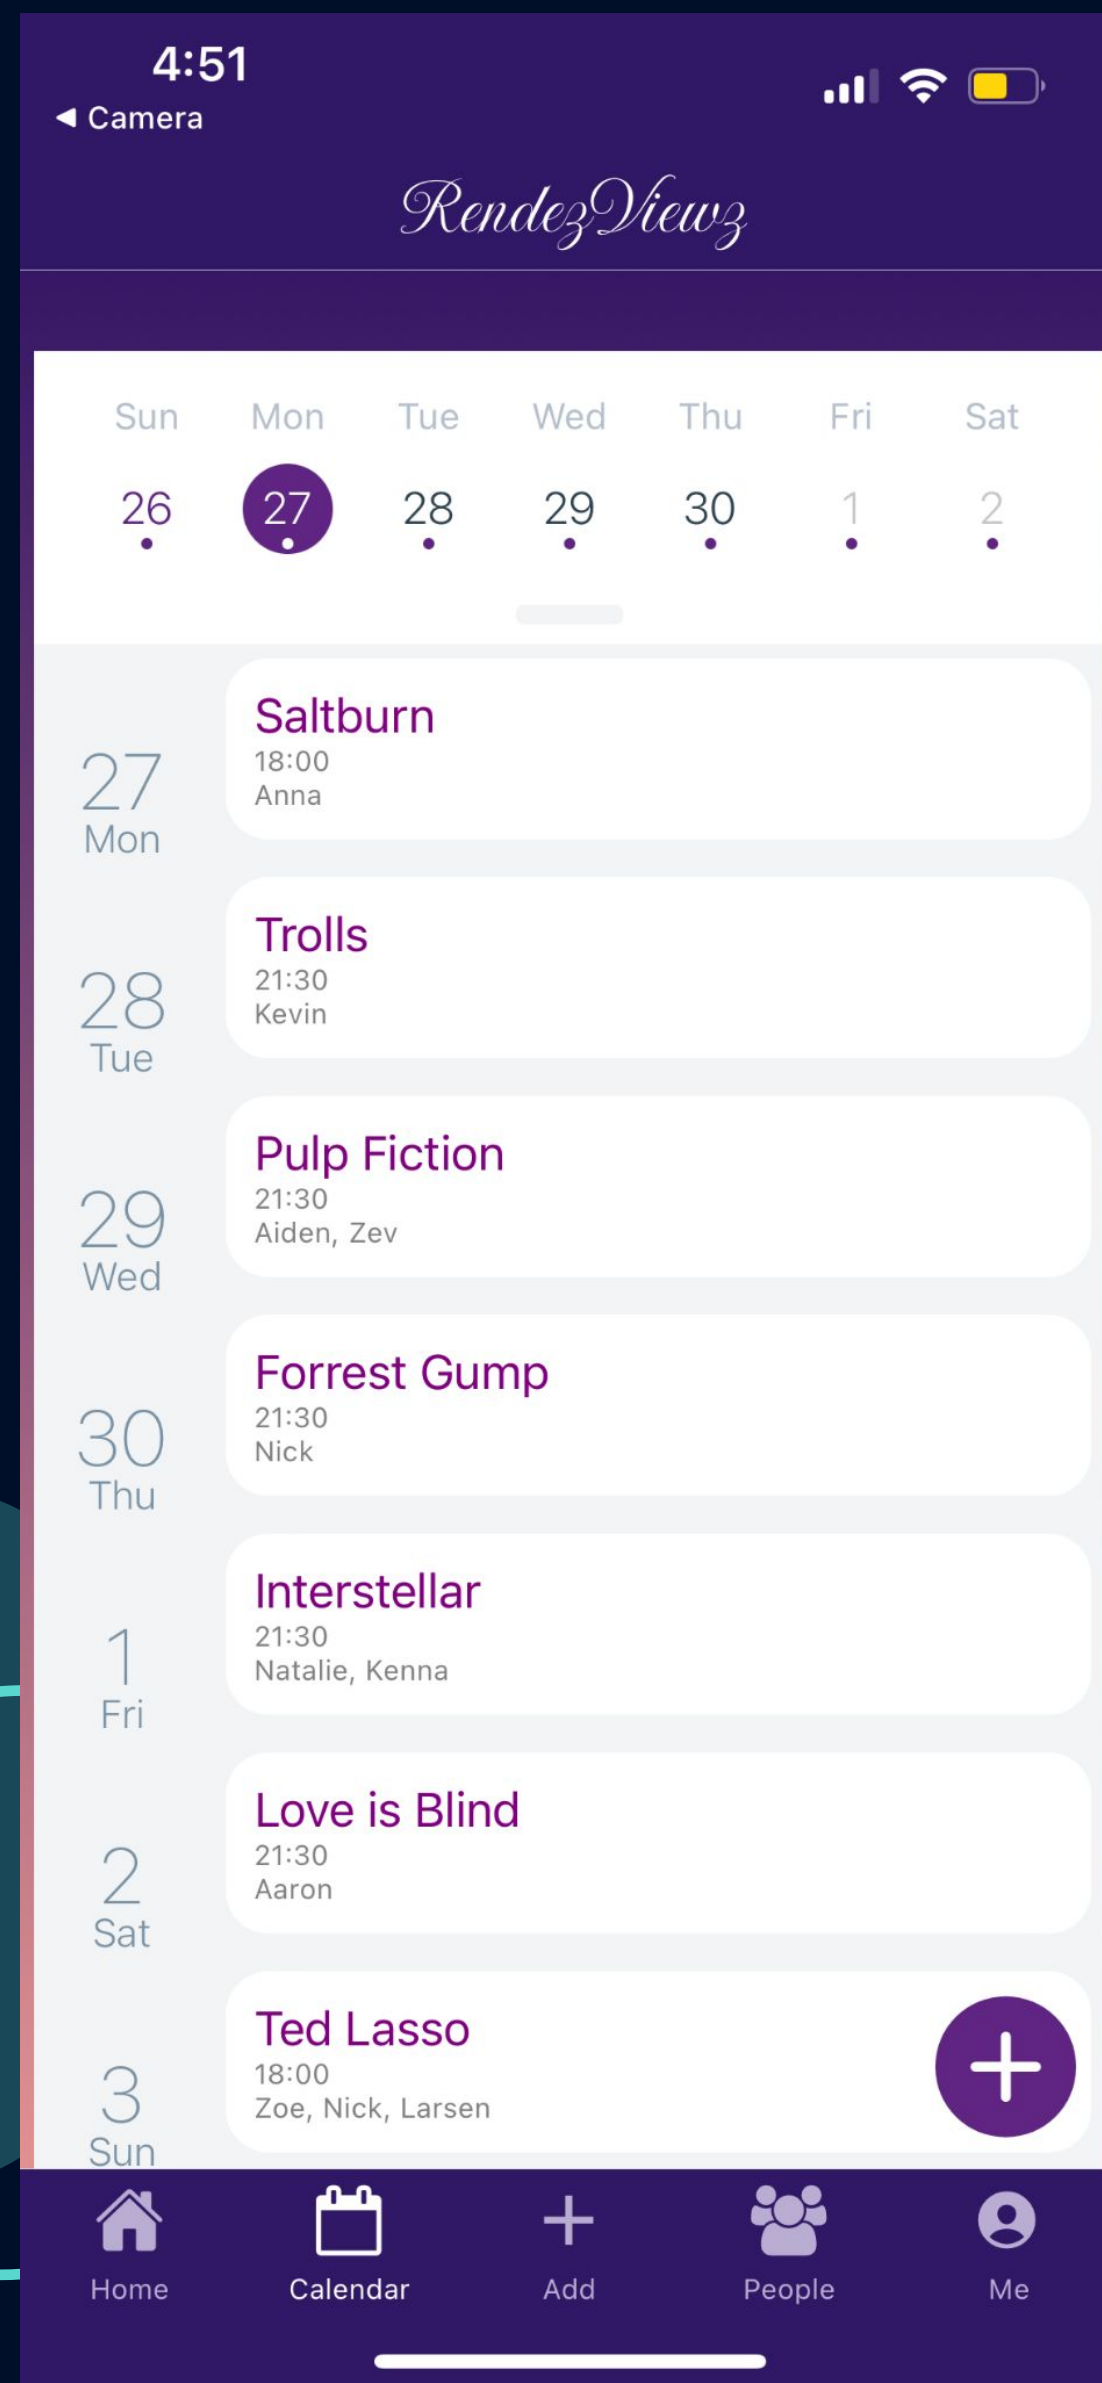 4:51
◀ Camera
RendezViewz
Sun Mon Tue Wed Thu Fri Sat
26 27 28 29 30 1 2
Saltburn
18:00
Anna
27
Mon
Trolls
21:30
Kevin
28
Tue
Pulp Fiction
21:30
Aiden, Zev
29
Wed
Forrest Gump
21:30
Nick
30
Thu
Interstellar
21:30
Natalie, Kenna
1
Fri
Love is Blind
21:30
Aaron
2
Sat
Ted Lasso
18:00
Zoe, Nick, Larsen
3
Sun
Home Calendar Add People Me